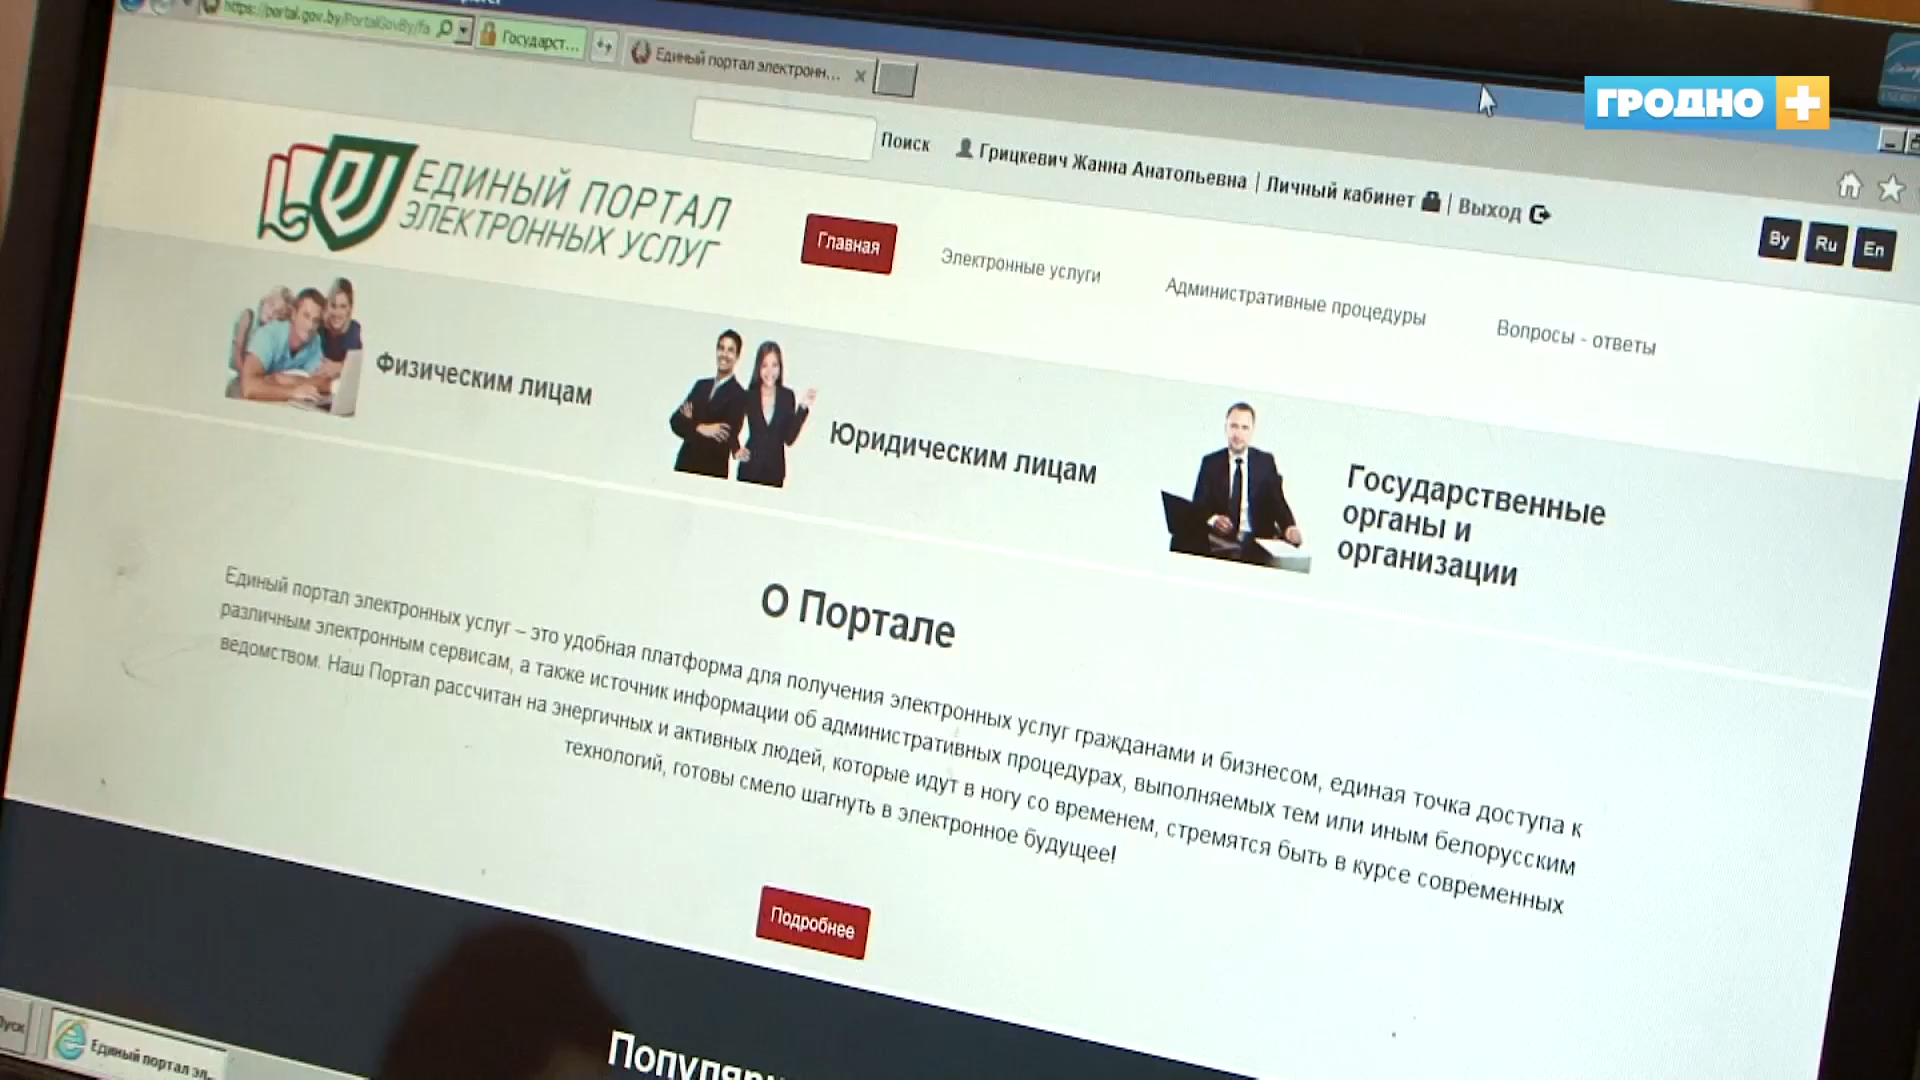 https://portal.gov.by/PortalGovBy/fa
Государст...
Единый портал электронн...
ГРОДНО +
Поиск
Грицкевич Жанна Анатольевна | Личный кабинет | Выход
By Ru En
ЕДИНЫЙ ПОРТАЛ
ЭЛЕКТРОННЫХ УСЛУГ
Главная
Электронные услуги
Административные процедуры
Вопросы - ответы
Физическим лицам
Юридическим лицам
Государственные
органы и
организации
О Портале
Единый портал электронных услуг – это удобная платформа для получения электронных услуг гражданами и бизнесом, единая точка доступа к
различным электронным сервисам, а также источник информации об административных процедурах, выполняемых тем или иным белорусским
ведомством. Наш Портал рассчитан на энергичных и активных людей, которые идут в ногу со временем, стремятся быть в курсе современных
технологий, готовы смело шагнуть в электронное будущее!
Подробнее
Популярн
Пуск
Единый портал эл...